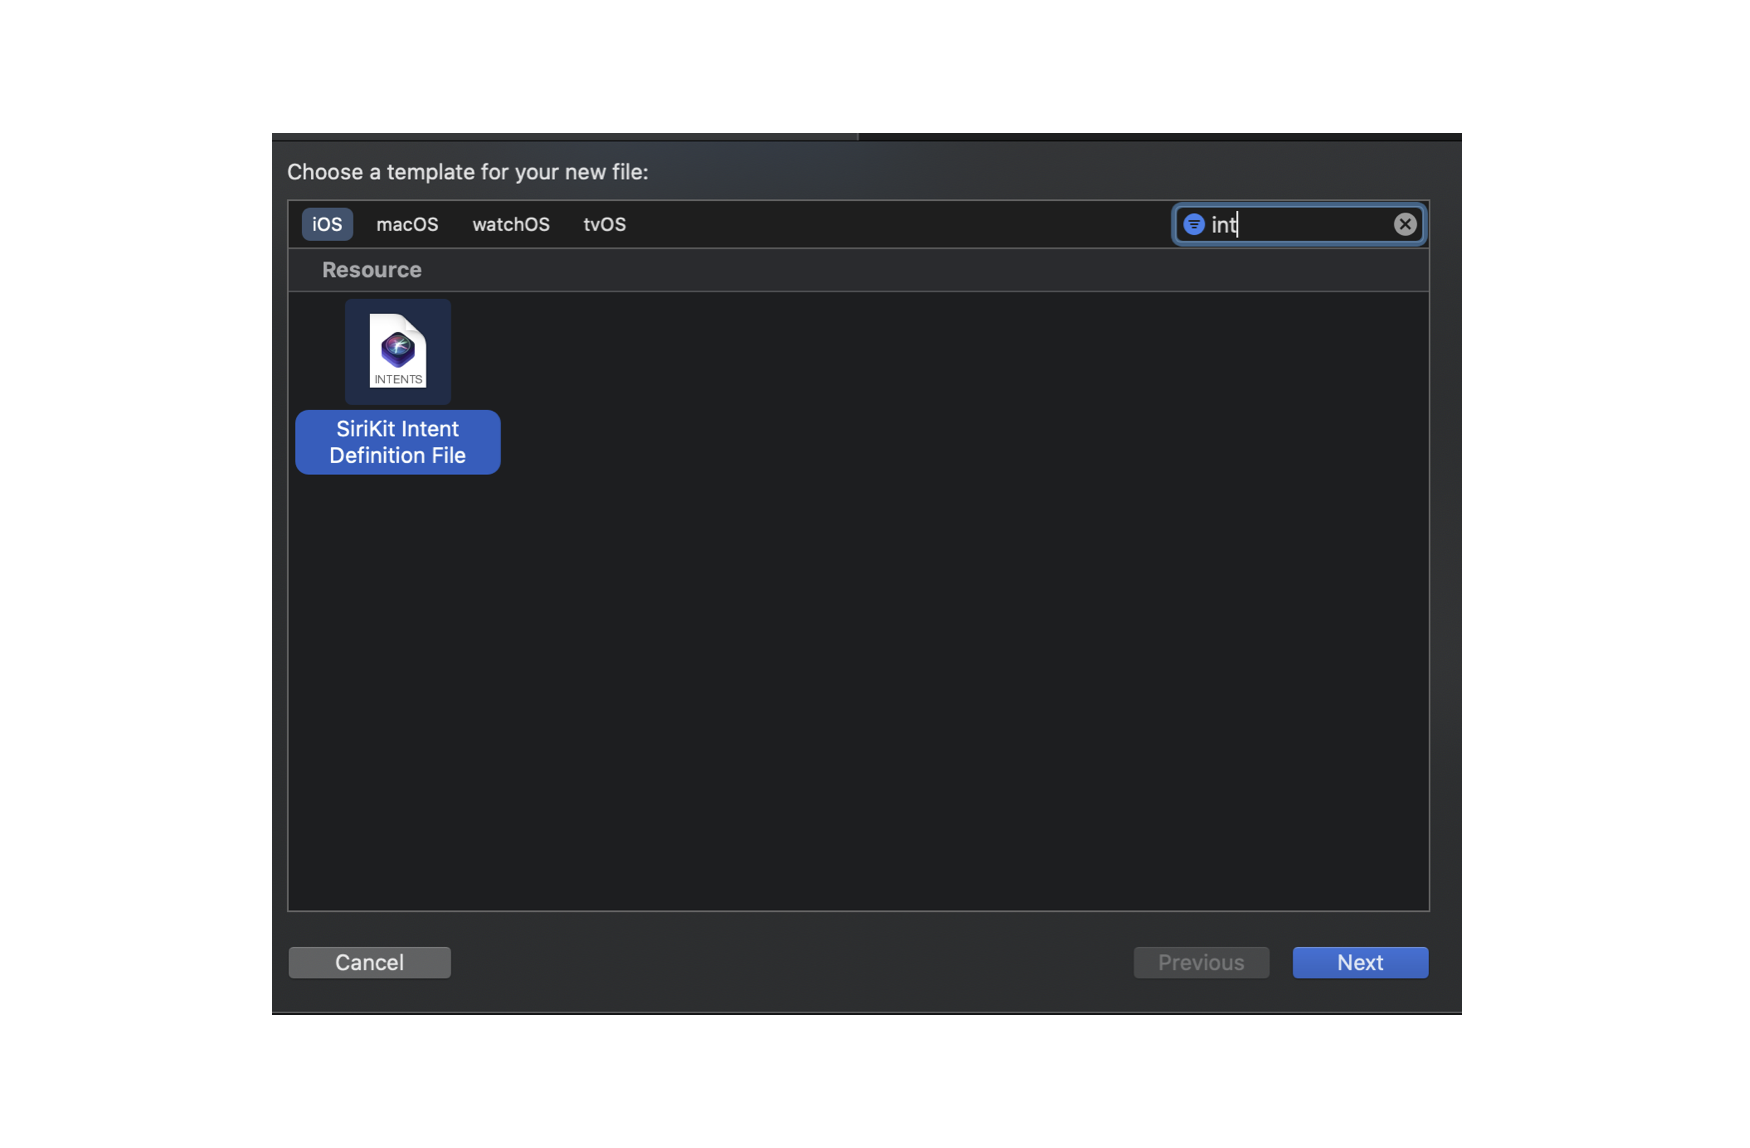 Choose a template for your new file:
iOS macOS watchOS tvOS int
Resource
INTENTS
SiriKit Intent
Definition File
Cancel Previous Next